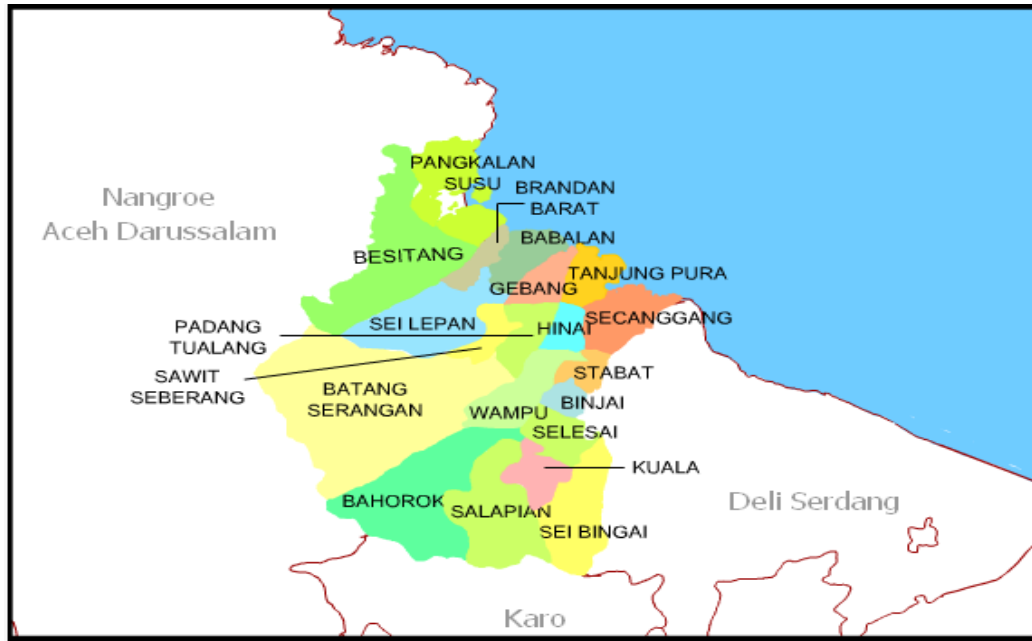 PANGKALAN
SUSU
BRANDAN
BARAT
Nangroe
Aceh Darussalam
BABALAN
BESITANG
TANJUNG PURA
GEBANG
SECANGGANG
PADANG
TUALANG
SEI LEPAN
HINAI
SAWIT
SEBERANG
STABAT
BATANG
SERANGAN
BINJAI
WAMPU
SELESAI
KUALA
BAHOROK
SALAPIAN
Deli Serdang
SEI BINGAI
Karo